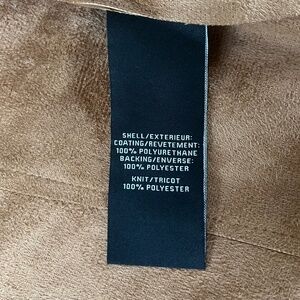 SHELL/EXTERIEUR:
COATING/REVETEMENT:
100% POLYURETHANE
BACKING/ENVERSE:
100% POLYESTER
KNIT/TRICOT
100% POLYESTER